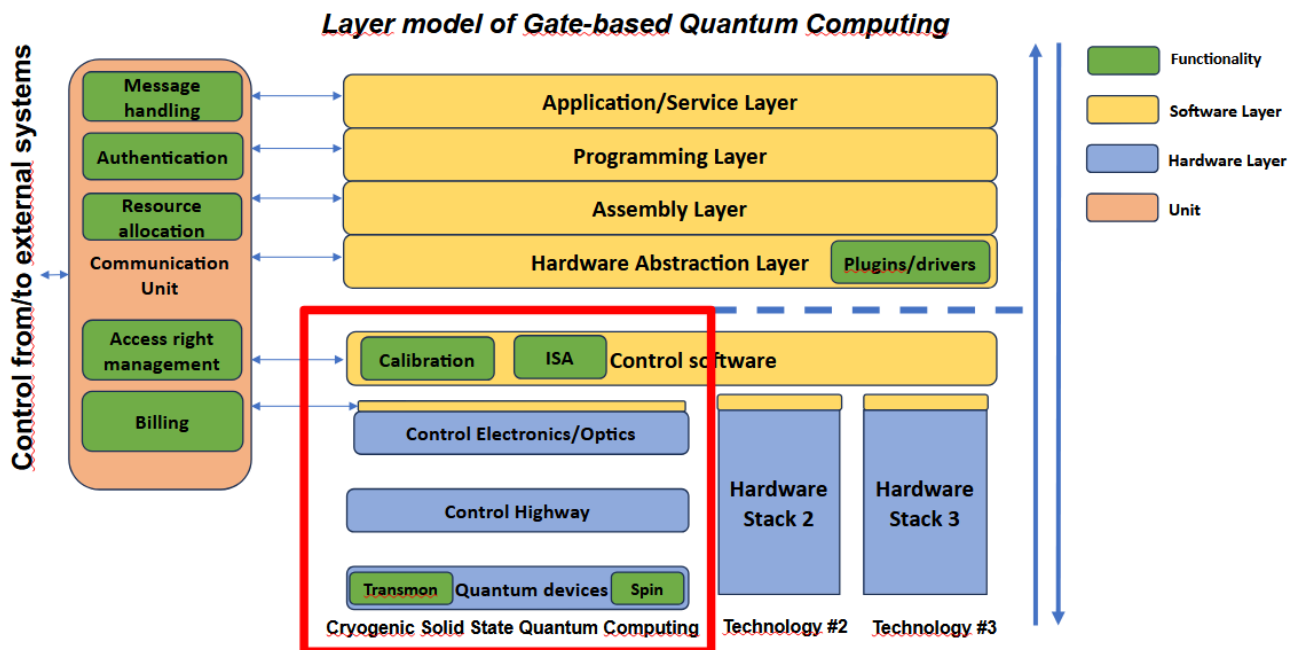 Layer model of Gate-based Quantum Computing
Control from/to external systems
Message
handling
Authentication
Resource
allocation
Communication
Unit
Access right
management
Billing
Application/Service Layer
Programming Layer
Assembly Layer
Hardware Abstraction Layer
Plugins/drivers
Calibration
ISA
Control software
Control Electronics/Optics
Control Highway
Transmon
Quantum devices
Spin
Cryogenic Solid State Quantum Computing
Hardware
Stack 2
Technology #2
Hardware
Stack 3
Technology #3
Functionality
Software Layer
Hardware Layer
Unit